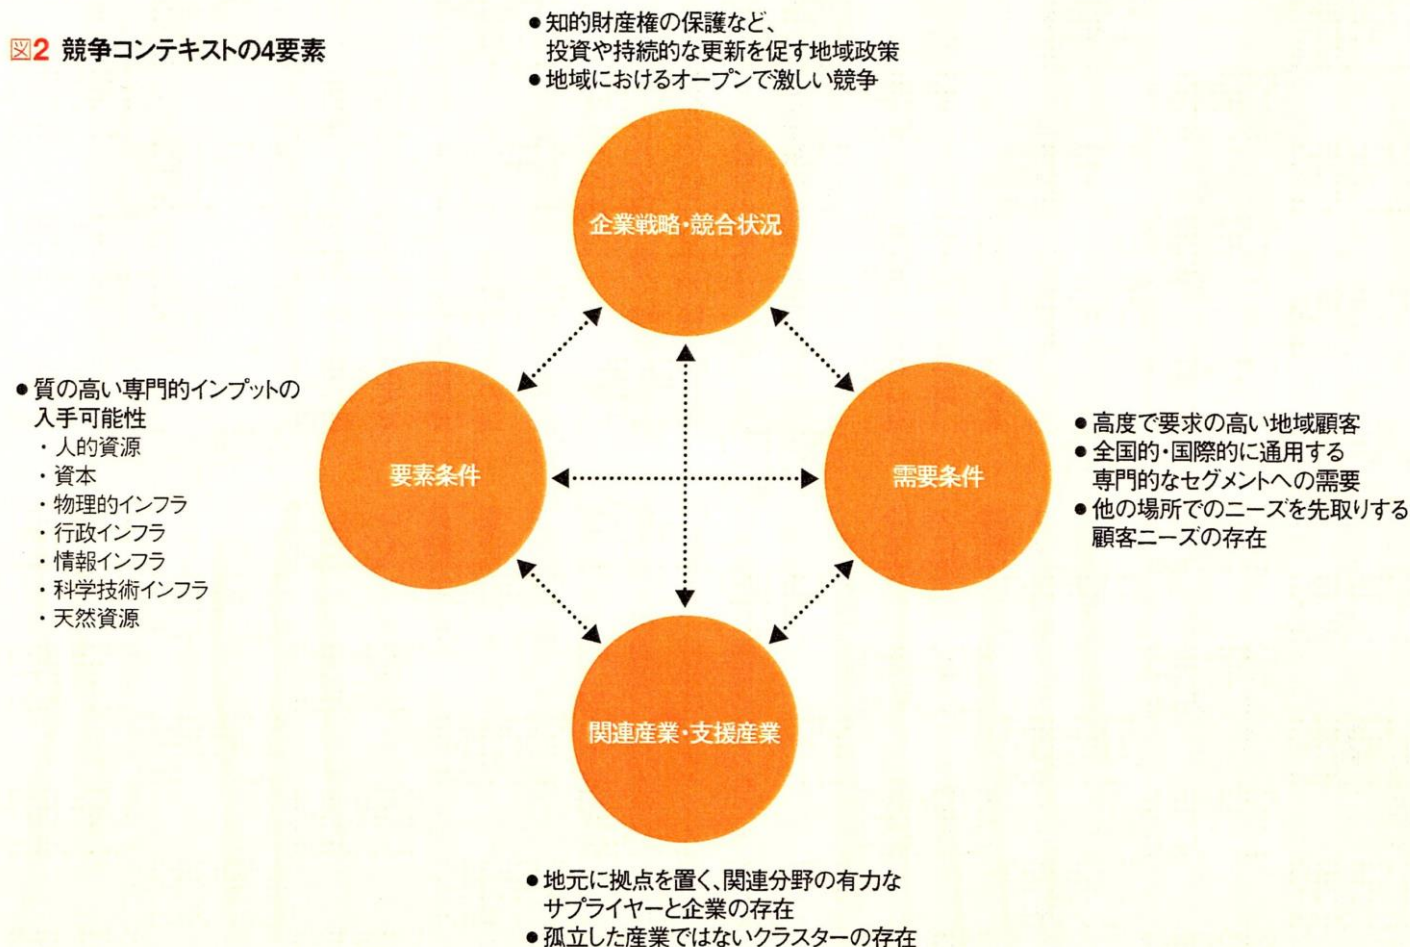 図2 競争コンテキストの4要素
● 知的財産権の保護など、
投資や持続的な更新を促す地域政策
● 地域におけるオープンで激しい競争
企業戦略・競合状況
● 質の高い専門的インプットの
入手可能性
・ 人的資源
・ 資本
・ 物理的インフラ
・ 行政インフラ
・ 情報インフラ
・ 科学技術インフラ
・ 天然資源
要素条件
需要条件
● 高度で要求の高い地域顧客
● 全国的・国際的に通用する
専門的なセグメントへの需要
● 他の場所でのニーズを先取りする
顧客ニーズの存在
関連産業・支援産業
● 地元に拠点を置く、関連分野の有力な
サプライヤーと企業の存在
● 孤立した産業ではないクラスターの存在